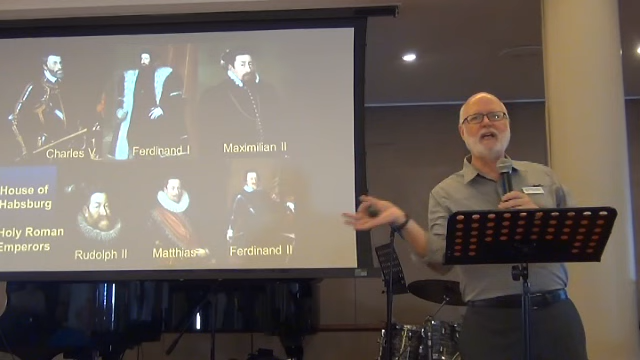 Charles V
Ferdinand I
Maximilian II
House of
Habsburg
Holy Roman
Emperors
Rudolph II
Matthias
Ferdinand II